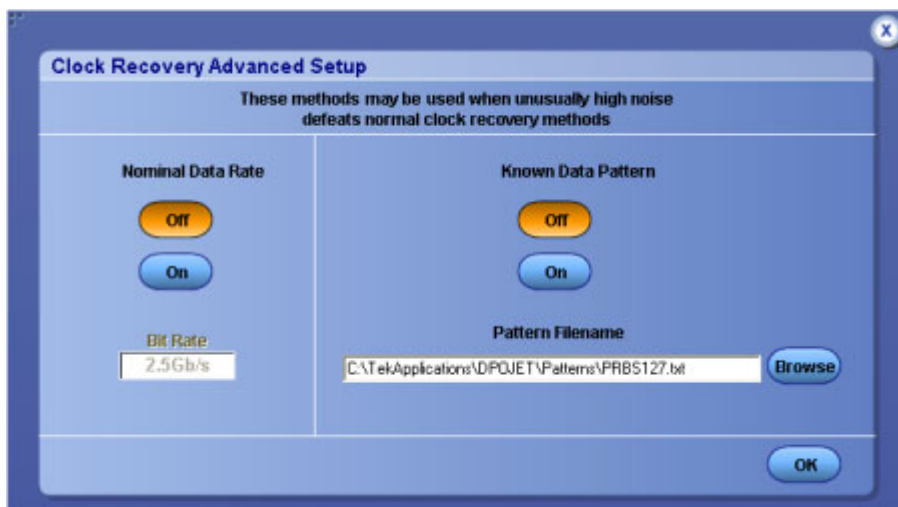 X
Clock Recovery Advanced Setup
These methods may be used when unusually high noise
defeats normal clock recovery methods
Nominal Data Rate
Off
On
Bit Rate
2.5Gb/s
Known Data Pattern
Off
On
Pattern Filename
C:\TekApplications\DPOJET\Patterns\PRBS127.txt
Browse
OK